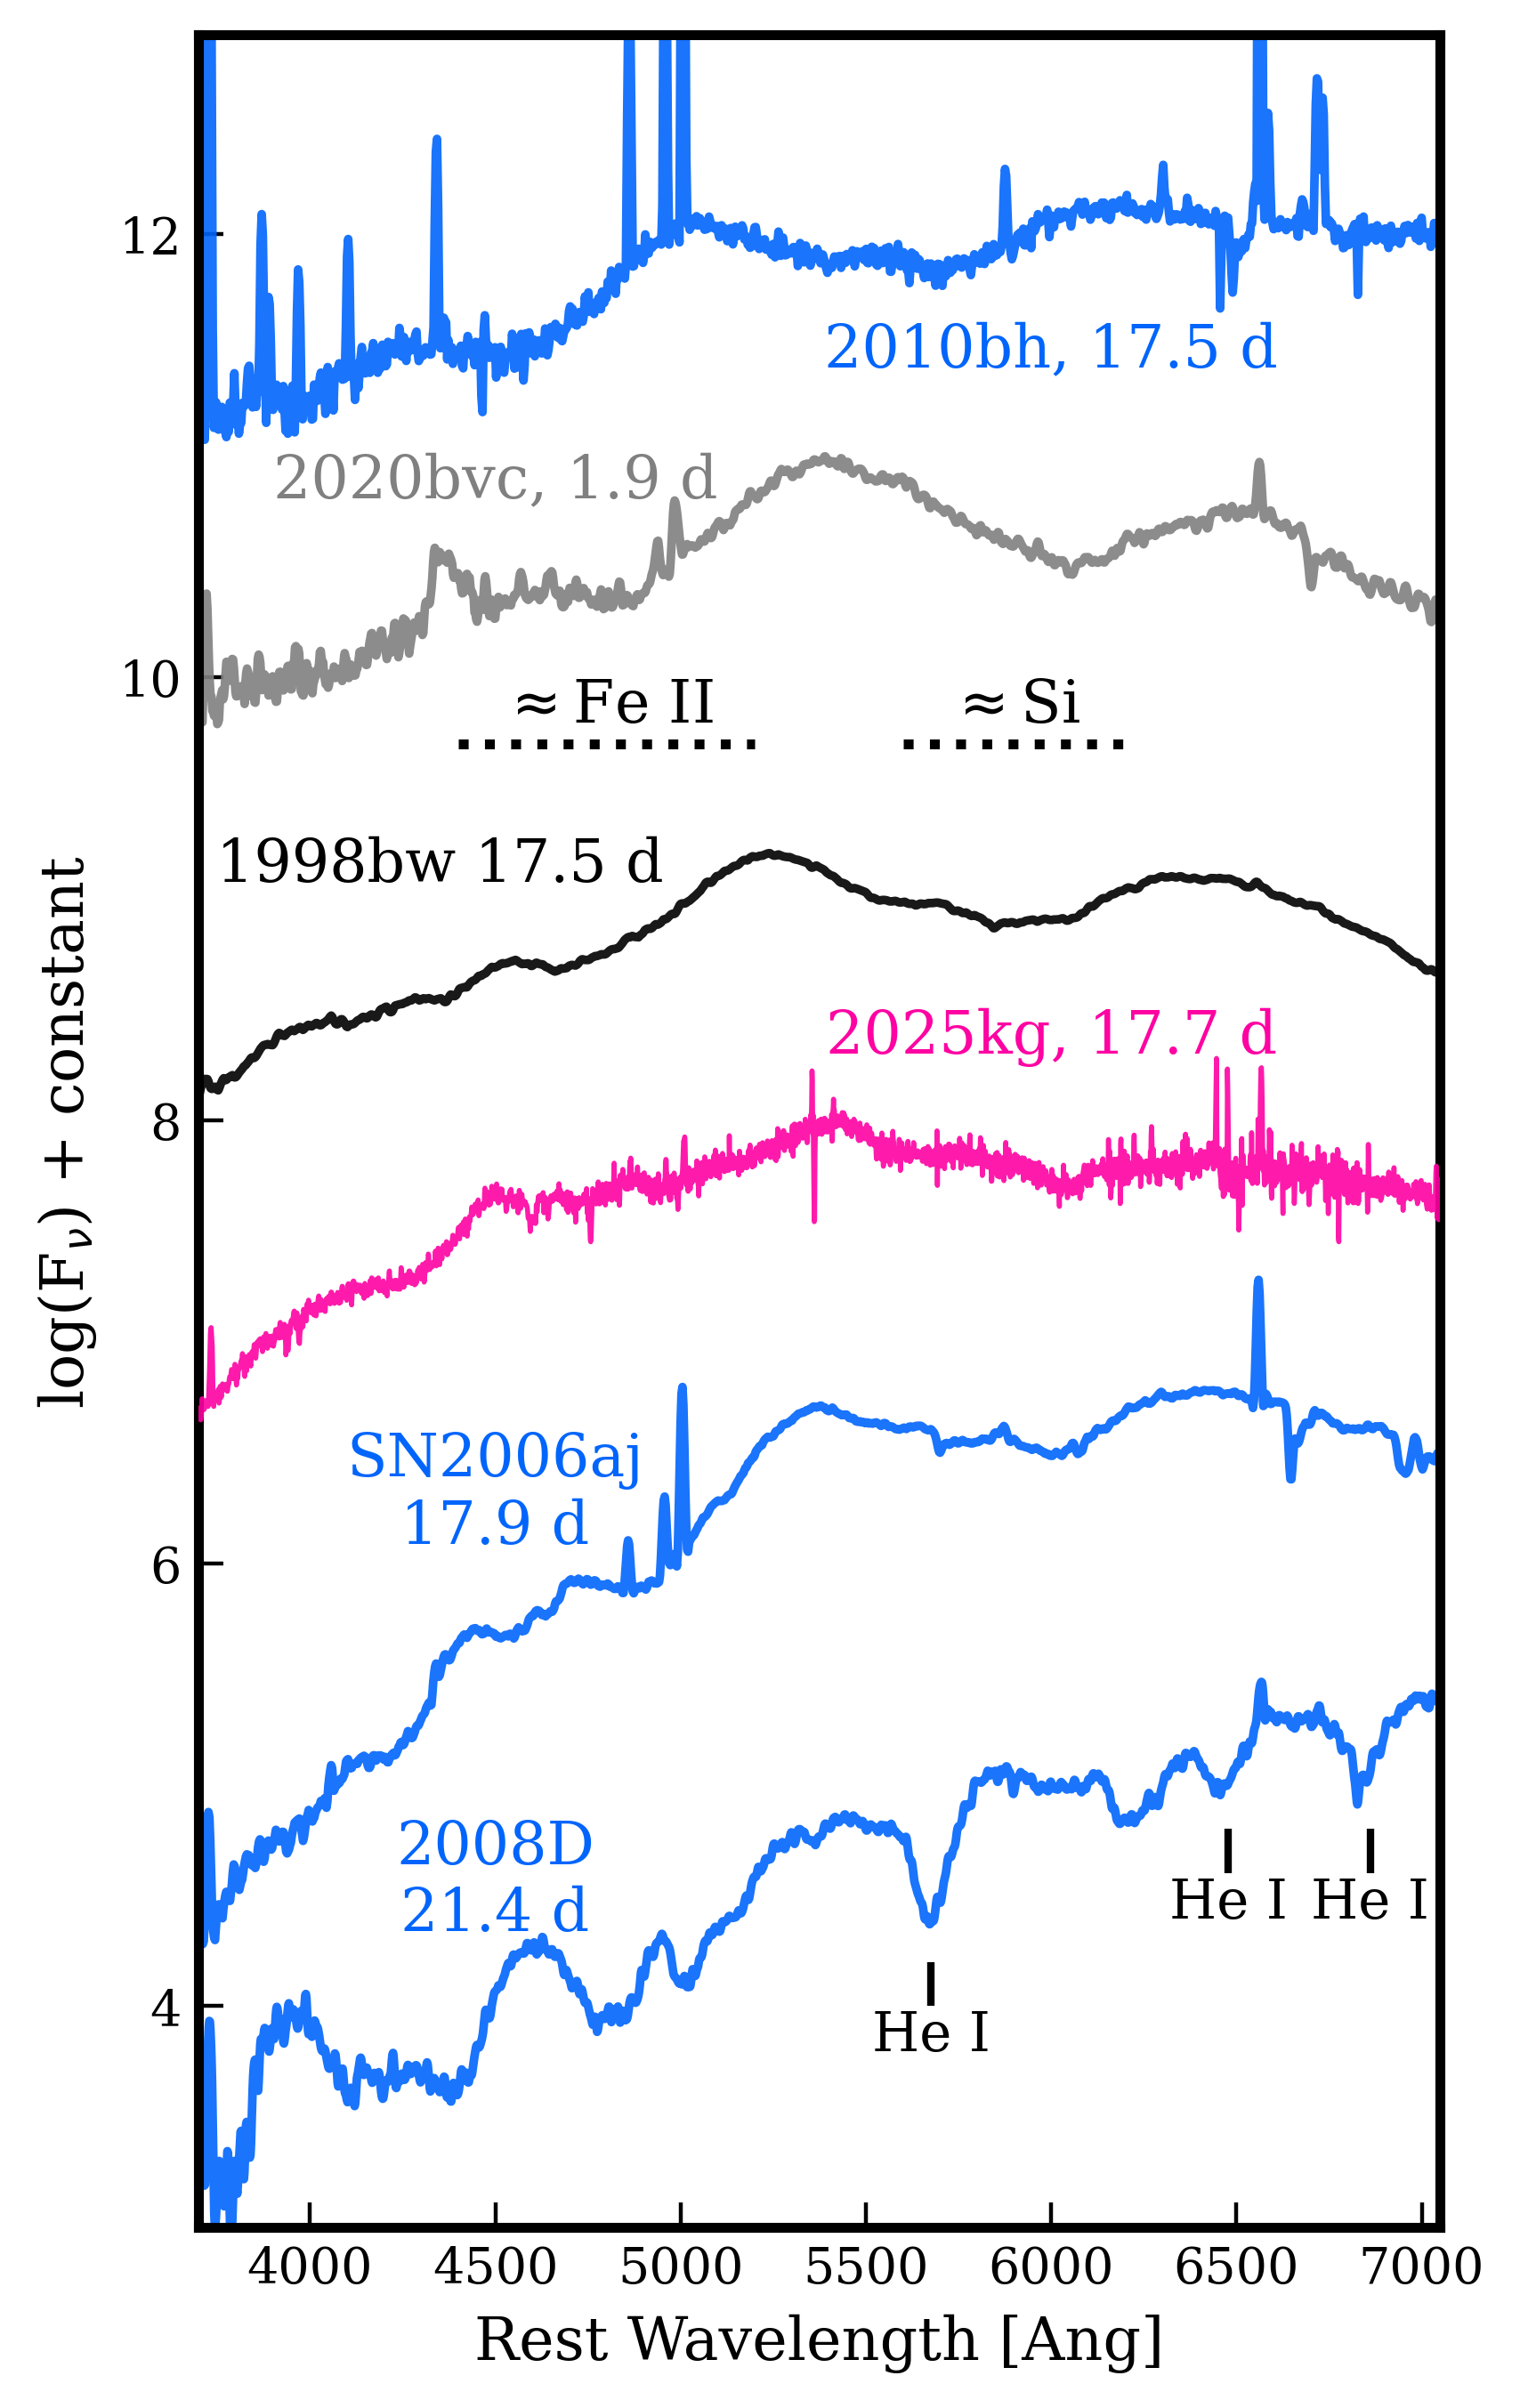 12
2010bh, 17.5 d
2020bvc, 1.9 d
10
≈ Fe II
≈ Si
1998bw 17.5 d
2025kg, 17.7 d
8
log(Fν) + constant
SN2006aj
17.9 d
6
2008D
21.4 d
He I
He I
4
He I
4000
4500
5000
5500
6000
6500
7000
Rest Wavelength [Ang]